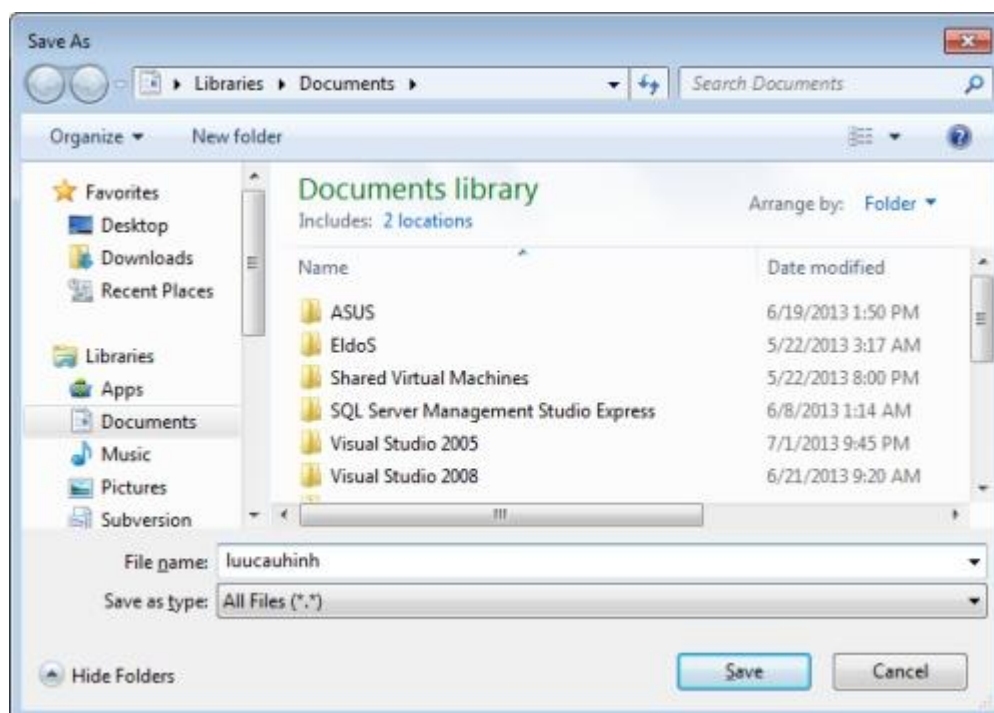 Save As
Libraries Documents
Search Documents
Organize New folder
Favorites
Desktop
Downloads
Recent Places
Libraries
Apps
Documents
Music
Pictures
Subversion
Documents library
Includes: 2 locations
Arrange by: Folder
Name Date modified
ASUS 6/19/2013 1:50 PM
EldoS 5/22/2013 3:17 AM
Shared Virtual Machines 5/22/2013 8:00 PM
SQL Server Management Studio Express 6/8/2013 1:14 AM
Visual Studio 2005 7/1/2013 9:45 PM
Visual Studio 2008 6/21/2013 9:20 AM
File name: luucauhinh
Save as type: All Files (*.*)
Hide Folders
Save Cancel